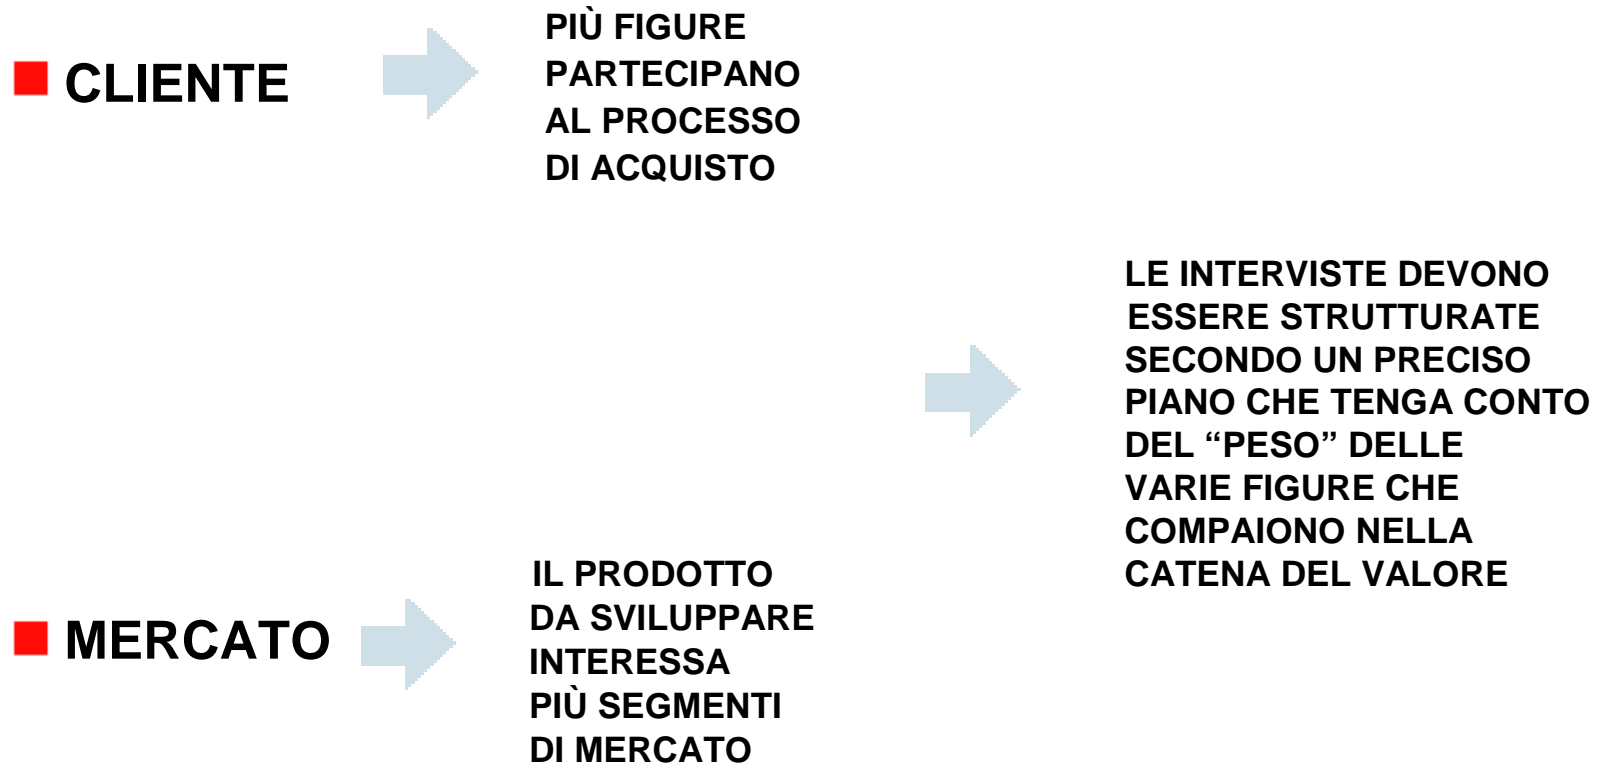 CLIENTE
PIÙ FIGURE
PARTECIPANO
AL PROCESSO
DI ACQUISTO
MERCATO
IL PRODOTTO
DA SVILUPPARE
INTERESSA
PIÙ SEGMENTI
DI MERCATO
LE INTERVISTE DEVONO
ESSERE STRUTTURATE
SECONDO UN PRECISO
PIANO CHE TENGA CONTO
DEL “PESO” DELLE
VARIE FIGURE CHE
COMPAIONO NELLA
CATENA DEL VALORE